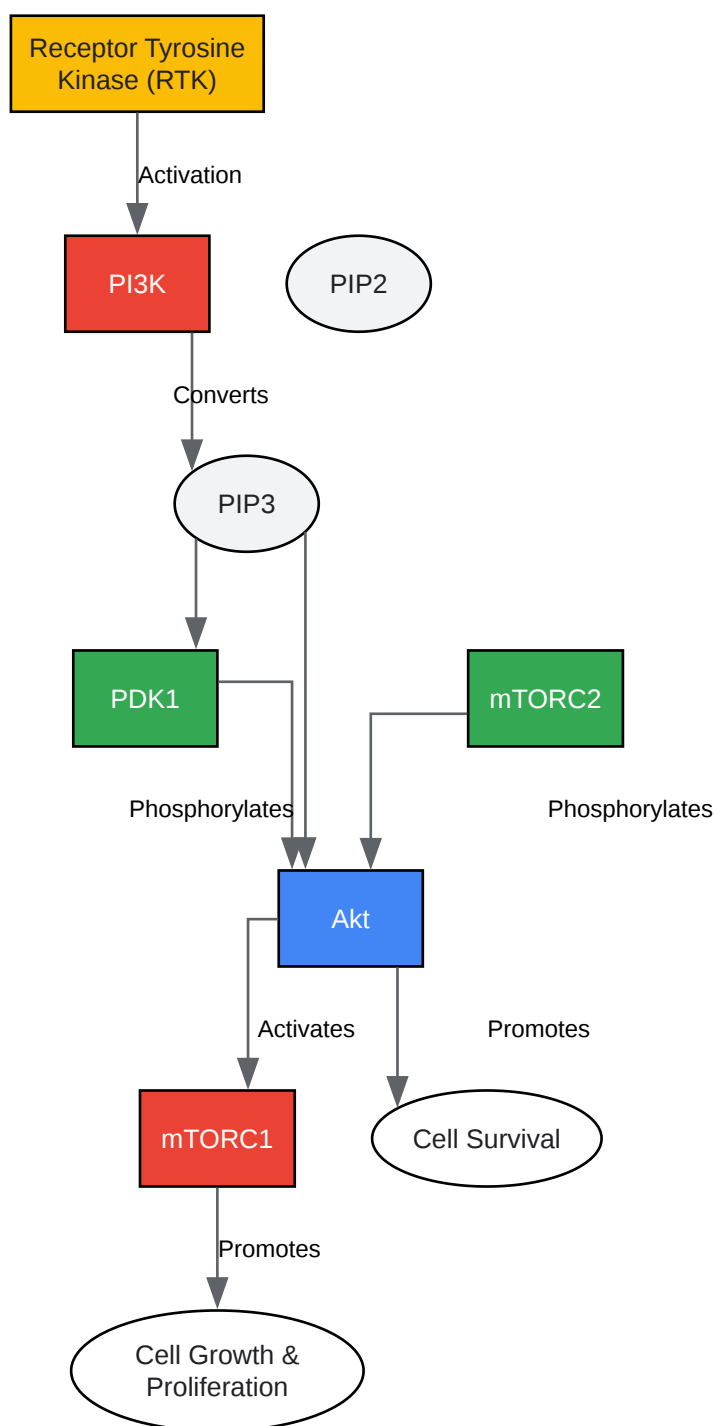 Receptor Tyrosine
Kinase (RTK)
Activation
PI3K
PIP2
Converts
PIP3
PDK1
mTORC2
Phosphorylates
Phosphorylates
Akt
Activates
Promotes
mTORC1
Cell Survival
Promotes
Cell Growth &
Proliferation